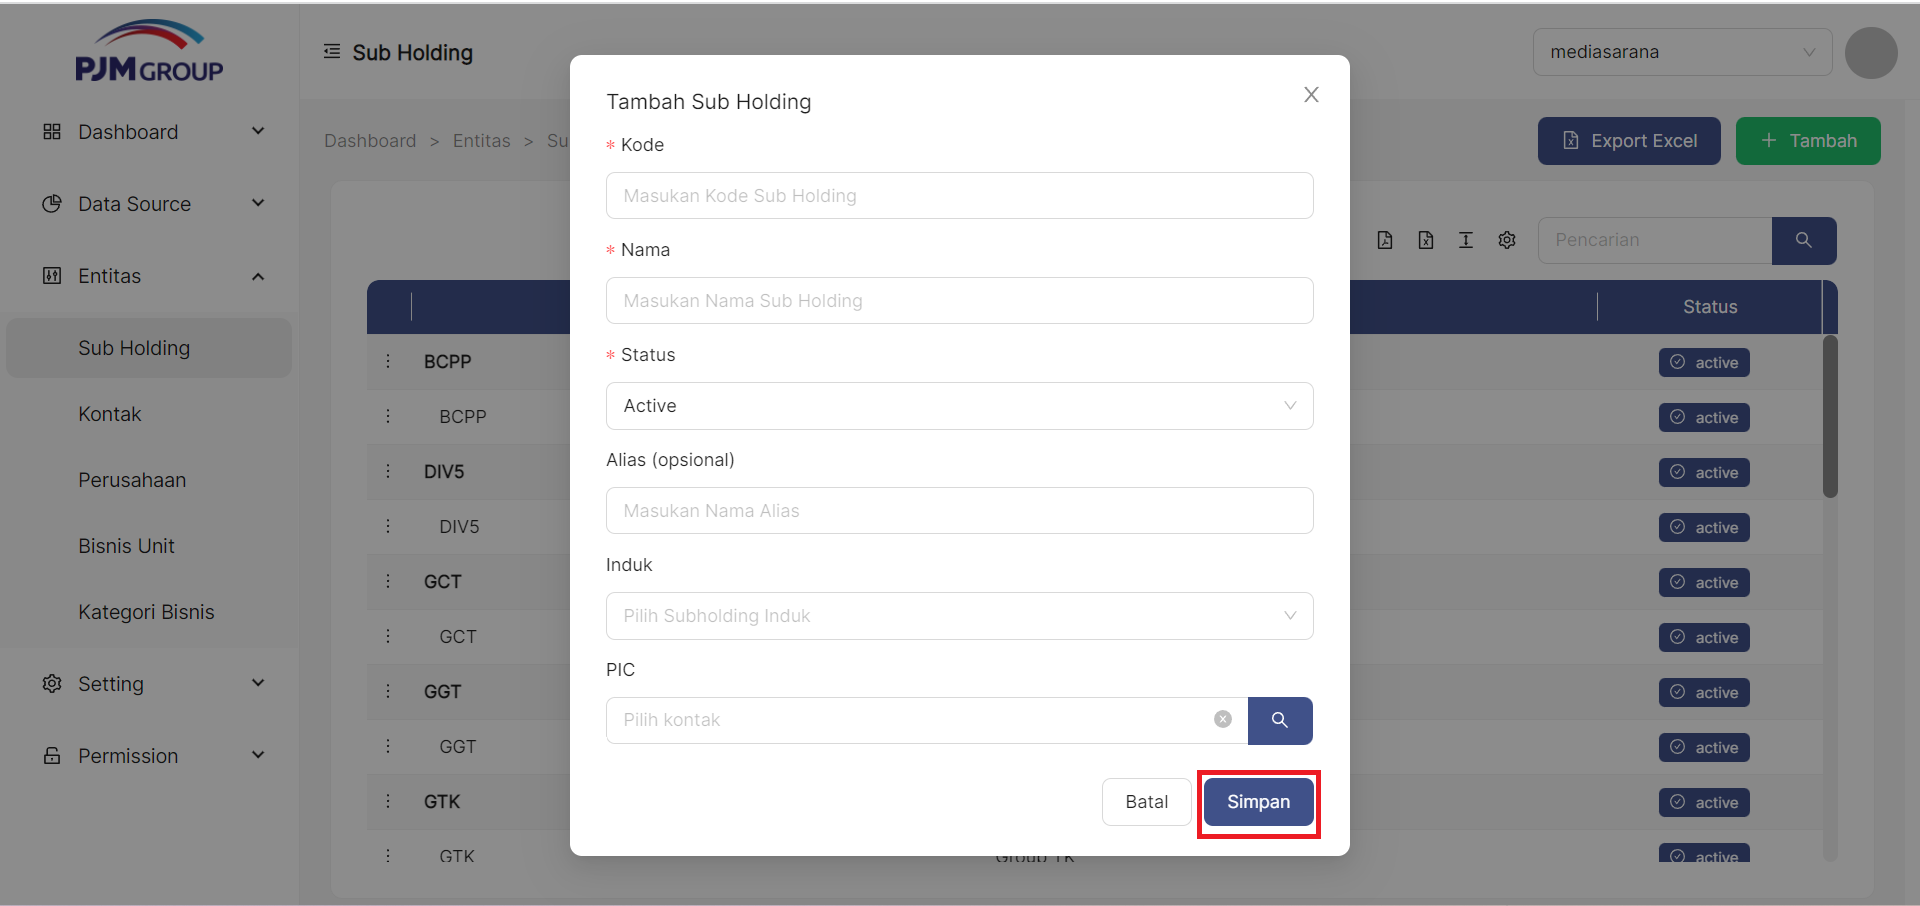 PJM GROUP
Sub Holding
mediasarana
Dashboard
Data Source
Entitas
Sub Holding
Kontak
Perusahaan
Bisnis Unit
Kategori Bisnis
Setting
Permission
Dashboard > Entitas > Su
Export Excel
+ Tambah
Pencarian
Status
BCPP
active
BCPP
active
DIV5
active
DIV5
active
GCT
active
GCT
active
GGT
active
GGT
active
GTK
active
GTK
Group TK
active
Tambah Sub Holding
* Kode
Masukan Kode Sub Holding
* Nama
Masukan Nama Sub Holding
* Status
Active
Alias (opsional)
Masukan Nama Alias
Induk
Pilih Subholding Induk
PIC
Pilih kontak
Batal
Simpan